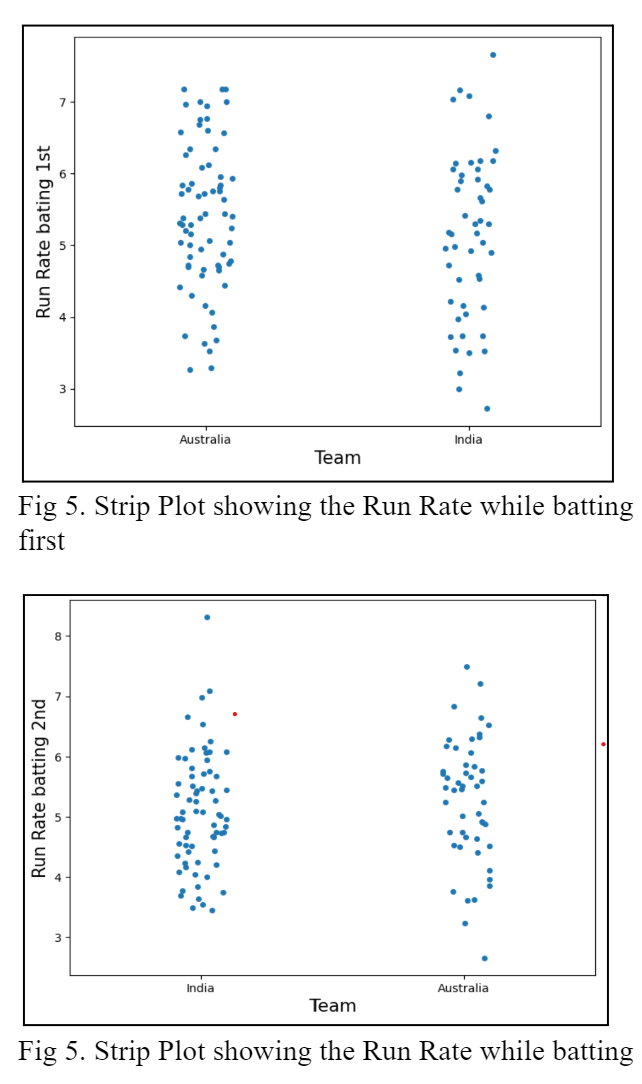 Run Rate bating 1st
7
6
5
4
3
Australia
India
Team
Fig 5. Strip Plot showing the Run Rate while batting
first
Run Rate batting 2nd
8
7
6
5
4
3
India
Australia
Team
Fig 5. Strip Plot showing the Run Rate while batting